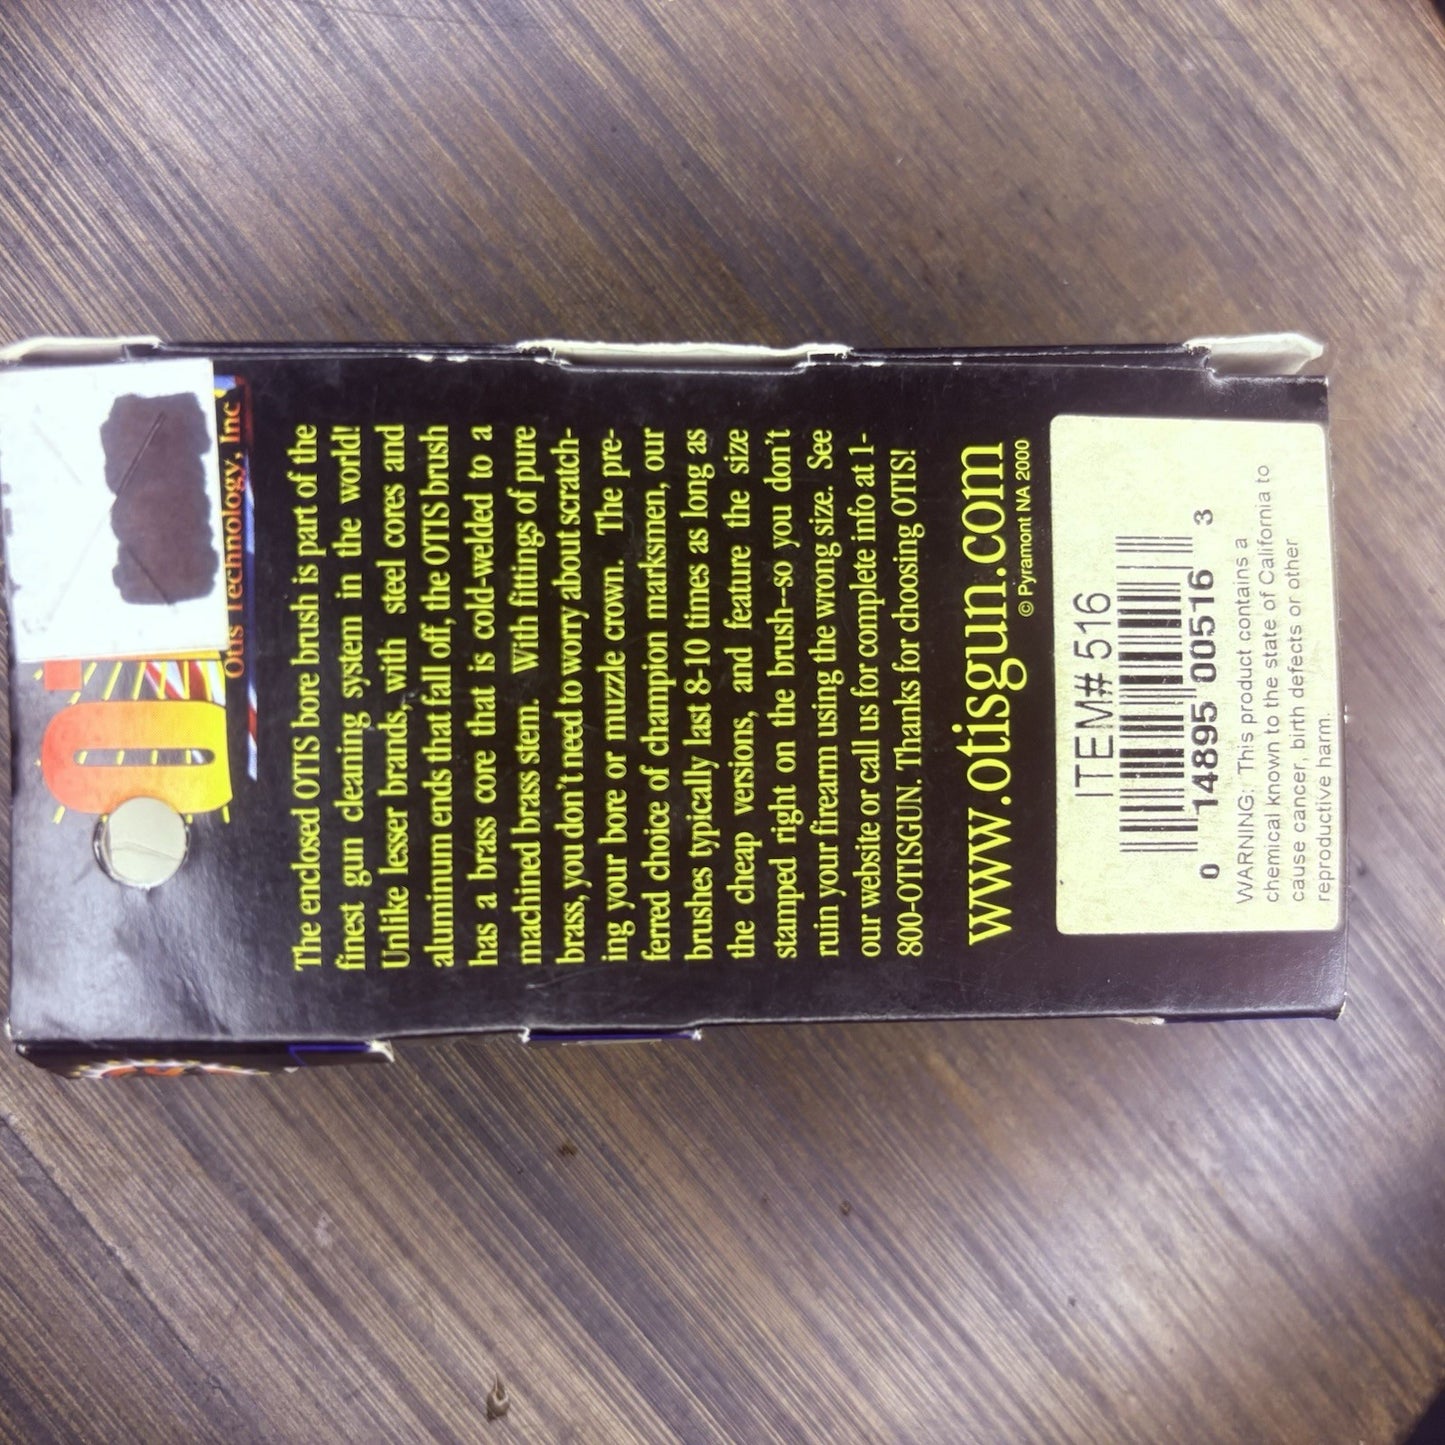 Otis Technology, Inc
The enclosed OTIS bore brush is part of the
finest gun cleaning system in the world!
Unlike lesser brands, with steel cores and
aluminum ends that fall off, the OTIS brush
has a brass core that is cold-welded to a
machined brass stem. With fittings of pure
brass, you don't need to worry about scratch-
ing your bore or muzzle crown. The pre-
ferred choice of champion marksmen, our
brushes typically last 8-10 times as long as
the cheap versions, and feature the size
stamped right on the brush--so you don't
ruin your firearm using the wrong size. See
our website or call us for complete info at 1-
800-OTISGUN. Thanks for choosing OTIS!
www.otisgun.com
© Pyramont NA 2000
ITEM# 516
0 14895 00516 3
WARNING: This product contains a
chemical known to the state of California to
cause cancer, birth defects or other
reproductive harm.